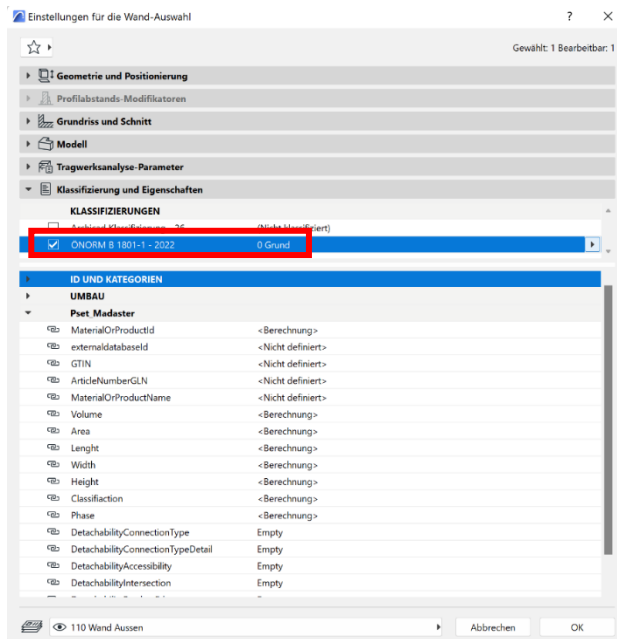 Einstellungen für die Wand-Auswahl ? ×
Gewählt: 1 Bearbeitbar: 1
Geometrie und Positionierung
Profilabstands-Modifikatoren
Grundriss und Schnitt
Modell
Tragwerksanalyse-Parameter
Klassifizierung und Eigenschaften
KLASSIFIZIERUNGEN
Archicad Klassifizierung - 26 (Nicht klassifiziert)
ÖNORM B 1801-1 - 2022 0 Grund
ID UND KATEGORIEN
UMBAU
Pset_Madaster
MaterialOrProductId <Berechnung>
externaldatabaseId <Nicht definiert>
GTIN <Nicht definiert>
ArticleNumberGLN <Nicht definiert>
MaterialOrProductName <Nicht definiert>
Volume <Berechnung>
Area <Berechnung>
Lenght <Berechnung>
Width <Berechnung>
Height <Berechnung>
Classifiaction <Berechnung>
Phase <Berechnung>
DetachabilityConnectionType Empty
DetachabilityConnectionTypeDetail Empty
DetachabilityAccessibility Empty
DetachabilityIntersection Empty
110 Wand Aussen Abbrechen OK